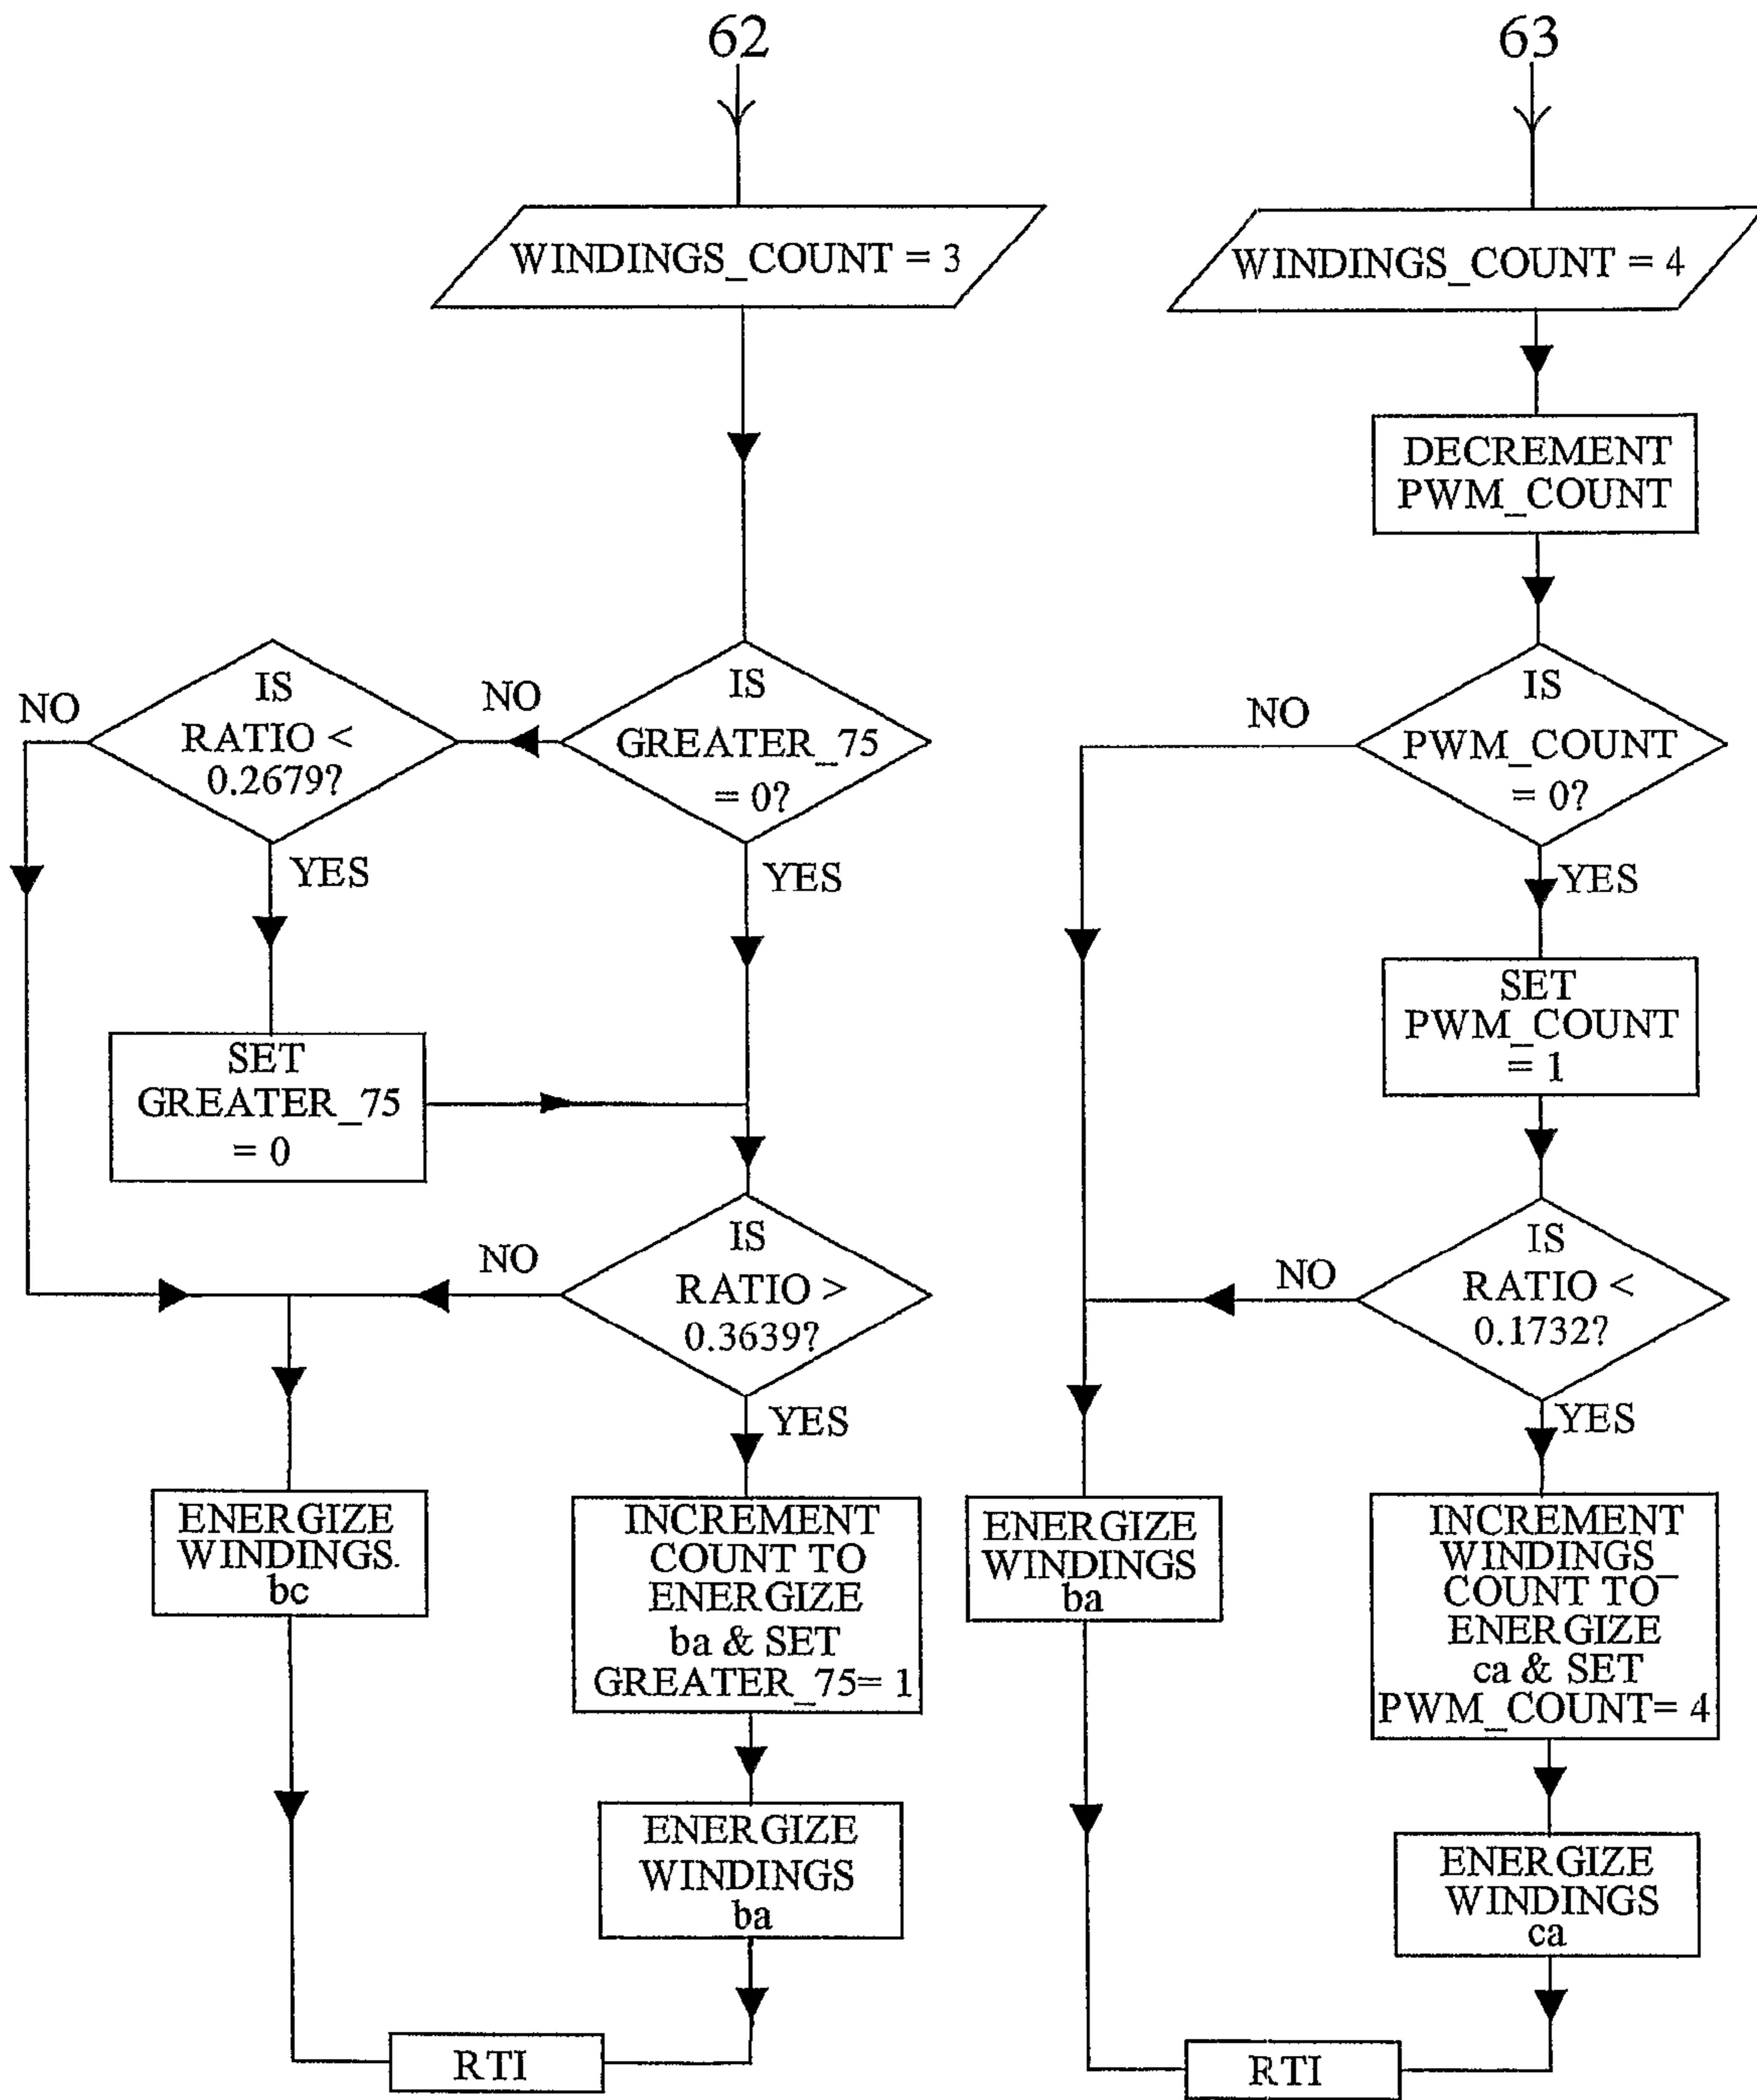 62
WINDINGS_COUNT = 3
IS
GREATER_75
= 0?
NO
YES
IS
RATIO <
0.2679?
NO
YES
SET
GREATER_75
= 0
IS
RATIO >
0.3639?
NO
YES
ENERGIZE
WINDINGS.
bc
INCREMENT
COUNT TO
ENERGIZE
ba & SET
GREATER_75= 1
ENERGIZE
WINDINGS
ba
RTI
63
WINDINGS_COUNT = 4
DECREMENT
PWM_COUNT
IS
PWM_COUNT
= 0?
NO
YES
SET
PWM_COUNT
= 1
IS
RATIO <
0.1732?
NO
YES
ENERGIZE
WINDINGS
ba
INCREMENT
WINDINGS_
COUNT TO
ENERGIZE
ca & SET
PWM_COUNT= 4
ENERGIZE
WINDINGS
ca
RTI